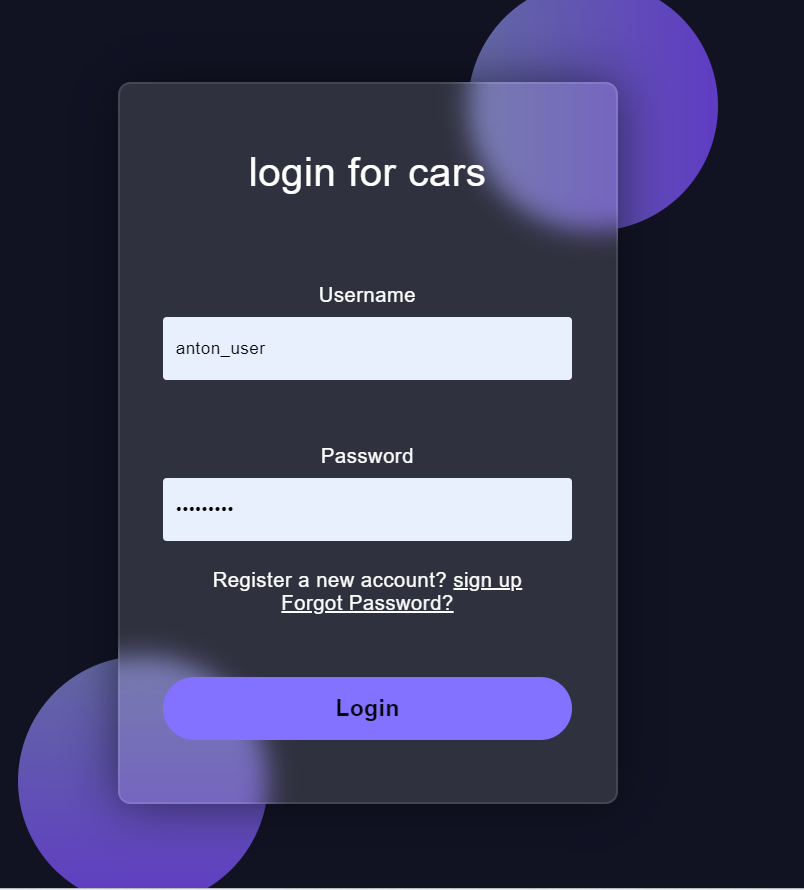 login for cars
Username
anton_user
Password
•••••••••
Register a new account? sign up
Forgot Password?
Login